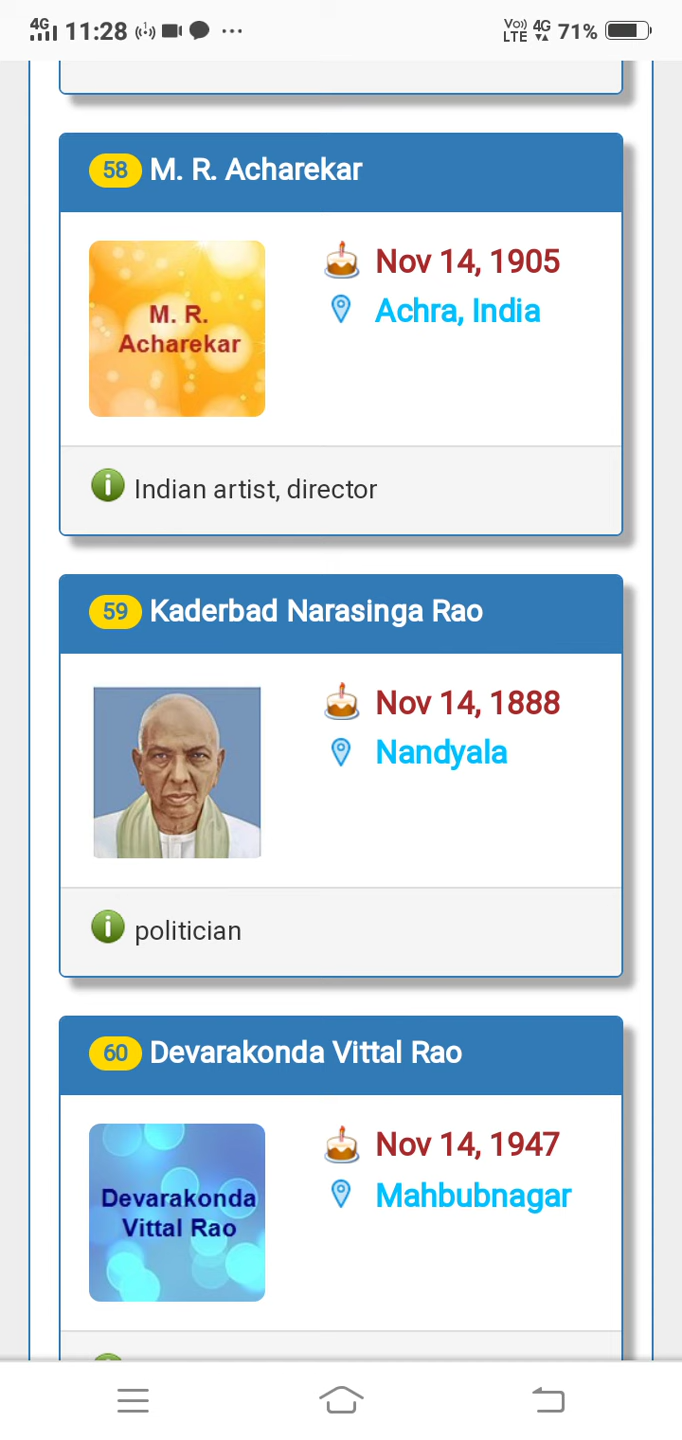 4G 11:28 ... Vo)) LTE 4G 71%
58 M. R. Acharekar
M. R.
Acharekar
Nov 14, 1905
Achra, India
i Indian artist, director
59 Kaderbad Narasinga Rao
Nov 14, 1888
Nandyala
i politician
60 Devarakonda Vittal Rao
Devarakonda
Vittal Rao
Nov 14, 1947
Mahbubnagar